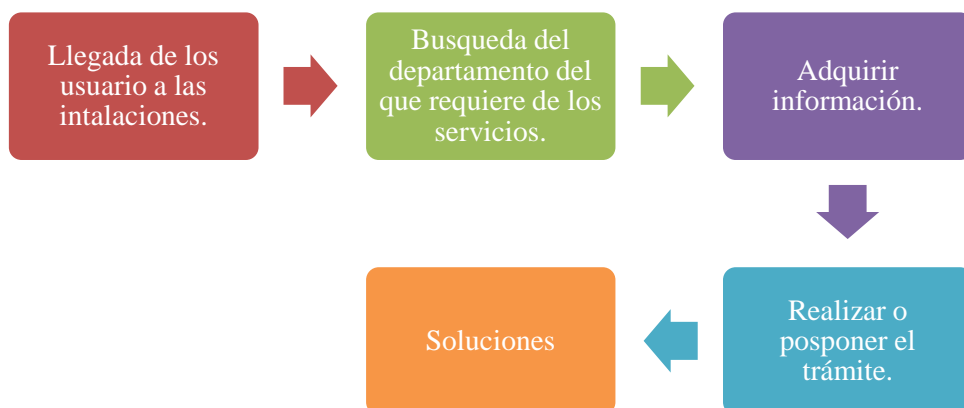 Llegada de los
usuario a las
intalaciones.
Busqueda del
departamento del
que requiere de los
servicios.
Adquirir
información.
Realizar o
posponer el
trámite.
Soluciones